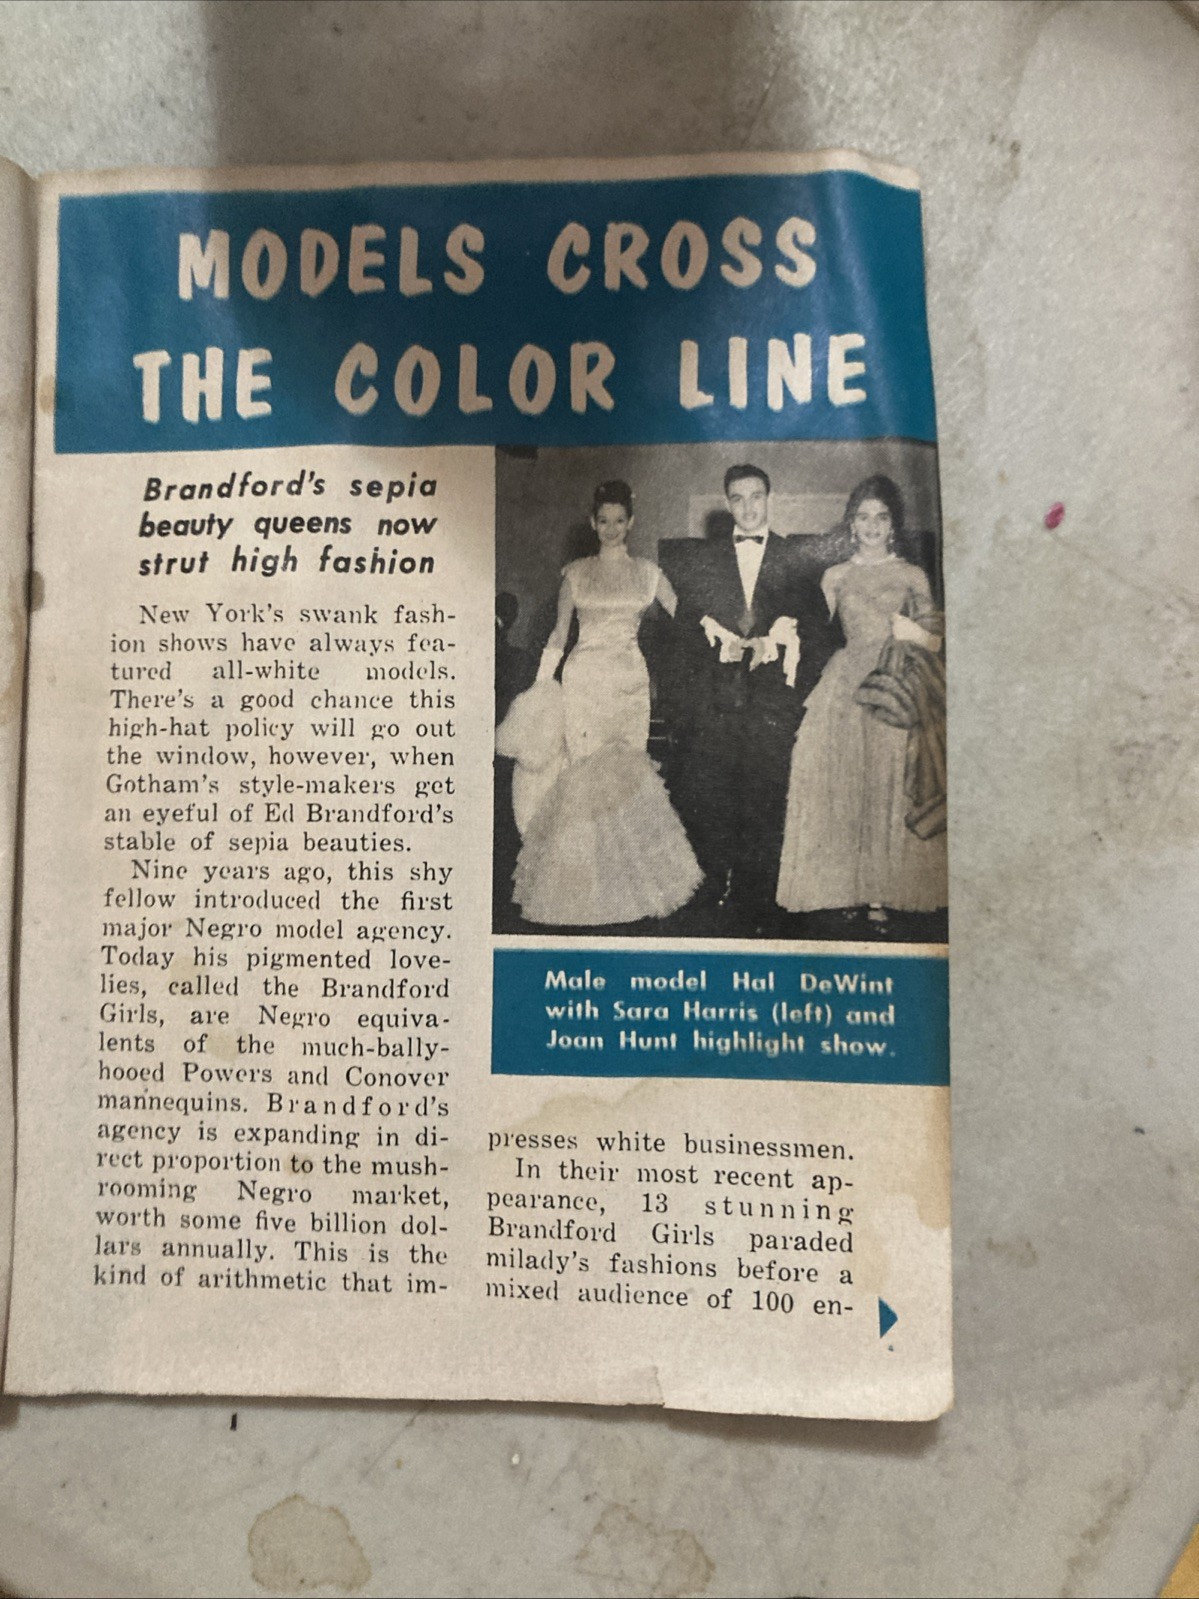 MODELS CROSS
THE COLOR LINE
Brandford's sepia
beauty queens now
strut high fashion
New York's swank fash-
ion shows have always fea-
tured all-white models.
There's a good chance this
high-hat policy will go out
the window, however, when
Gotham's style-makers get
an eyeful of Ed Brandford's
stable of sepia beauties.
Nine years ago, this shy
fellow introduced the first
major Negro model agency.
Today his pigmented love-
lies, called the Brandford
Girls, are Negro equiva-
lents of the much-bally-
hooed Powers and Conover
mannequins. Brandford's
agency is expanding in di-
rect proportion to the mush-
rooming Negro market,
worth some five billion dol-
lars annually. This is the
kind of arithmetic that im-
Male model Hal DeWint
with Sara Harris (left) and
Joan Hunt highlight show.
presses white businessmen.
In their most recent ap-
pearance, 13 stunning
Brandford Girls paraded
milady's fashions before a
mixed audience of 100 en-